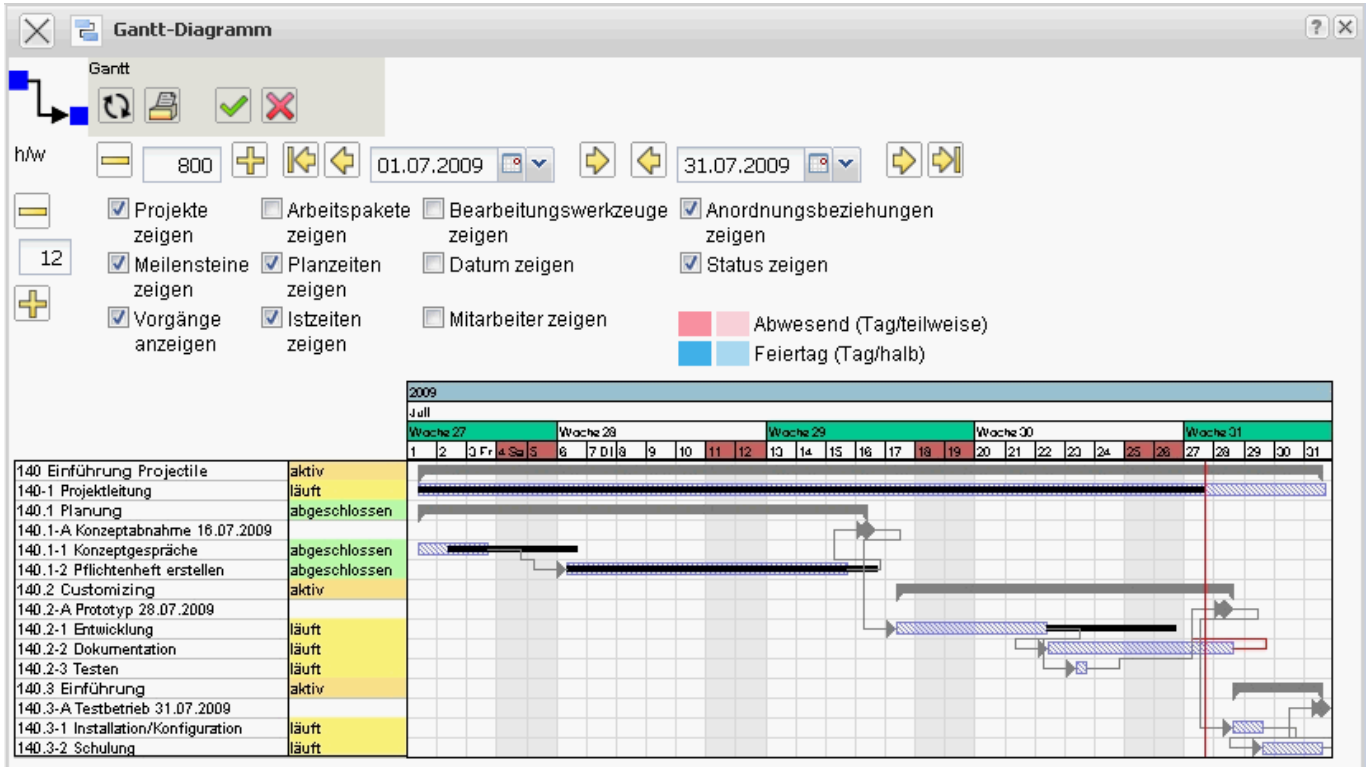 Gantt-Diagramm
?
Gantt
h/w
800
01.07.2009
31.07.2009
12
Projekte zeigen
Arbeitspakete zeigen
Bearbeitungswerkzeuge zeigen
Anordnungsbeziehungen zeigen
Meilensteine zeigen
Planzeiten zeigen
Datum zeigen
Status zeigen
Vorgänge anzeigen
Istzeiten zeigen
Mitarbeiter zeigen
Abwesend (Tag/teilweise)
Feiertag (Tag/halb)
2009
Juli
Woche 27 Woche 28 Woche 29 Woche 30 Woche 31
1 2 3 Fr 4 Sa 5 6 7 Di 8 9 10 11 12 13 14 15 16 17 18 19 20 21 22 23 24 25 26 27 28 29 30 31
140 Einführung Projectile aktiv
140-1 Projektleitung läuft
140.1 Planung abgeschlossen
140.1-A Konzeptabnahme 16.07.2009
140.1-1 Konzeptgespräche abgeschlossen
140.1-2 Pflichtenheft erstellen abgeschlossen
140.2 Customizing aktiv
140.2-A Prototyp 28.07.2009
140.2-1 Entwicklung läuft
140.2-2 Dokumentation läuft
140.2-3 Testen läuft
140.3 Einführung aktiv
140.3-A Testbetrieb 31.07.2009
140.3-1 Installation/Konfiguration läuft
140.3-2 Schulung läuft